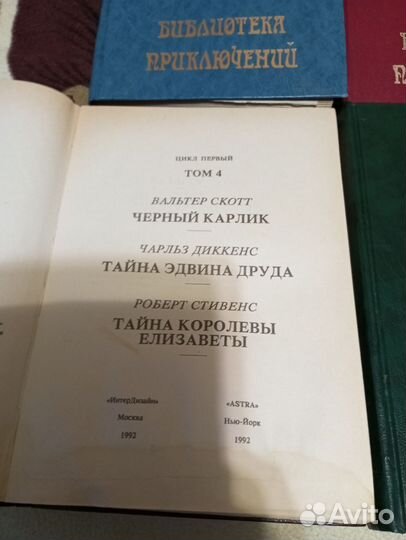 БИБЛИОТЕКА
ПРИКЛЮЧЕНИЙ
ЦИКЛ ПЕРВЫЙ
ТОМ 4
ВАЛЬТЕР СКОТТ
ЧЕРНЫЙ КАРЛИК
ЧАРЛЬЗ ДИККЕНС
ТАЙНА ЭДВИНА ДРУДА
РОБЕРТ СТИВЕНС
ТАЙНА КОРОЛЕВЫ
ЕЛИЗАВЕТЫ
«ИнтерДизайн»
Москва
1992
«ASTRA»
Нью-Йорк
1992
Avito